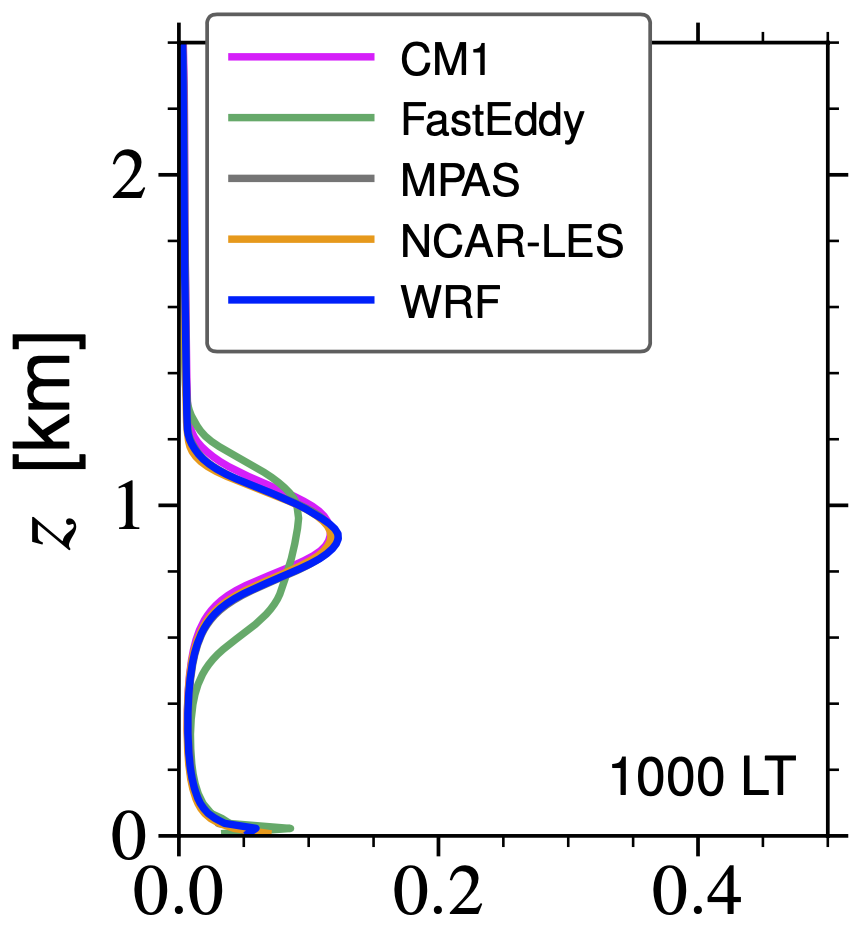 CM1
FastEddy
MPAS
NCAR-LES
WRF
2
1
0
z [km]
1000 LT
0.0 0.2 0.4